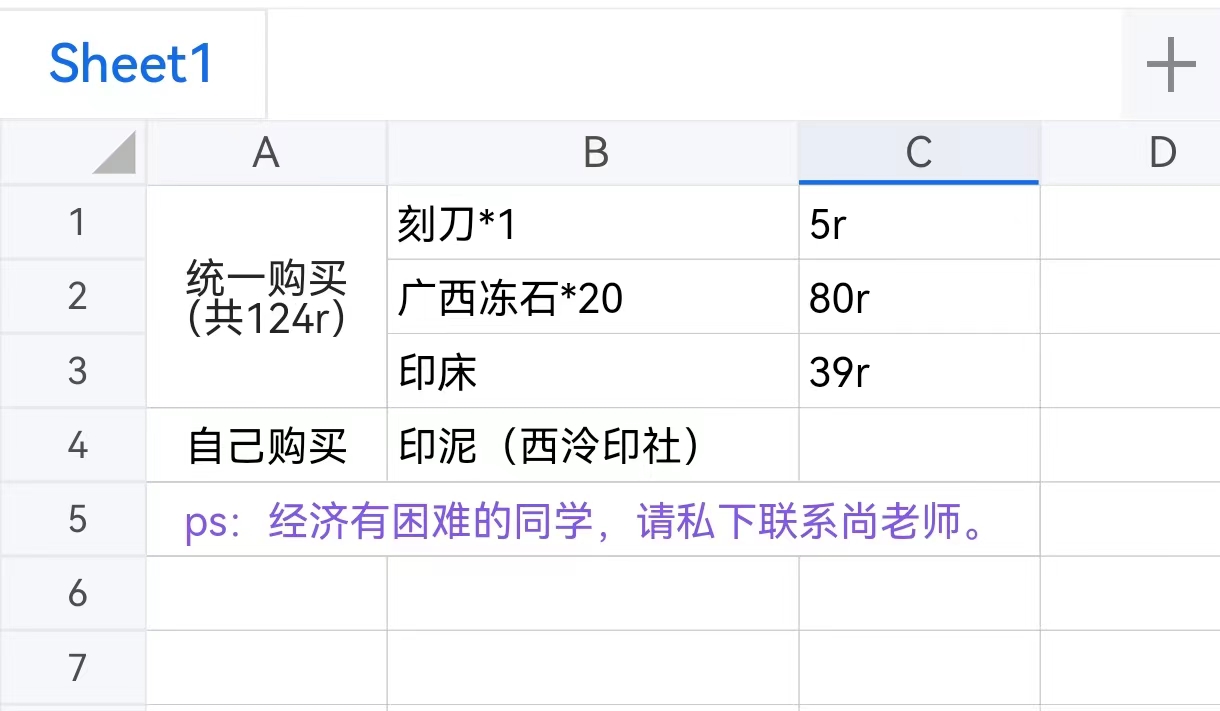 Sheet1
A B C D
1 刻刀*1 5r
统一购买
（共124r）
2 广西冻石*20 80r
3 印床 39r
4 自己购买 印泥（西泠印社）
5 ps：经济有困难的同学，请私下联系尚老师。
6
7